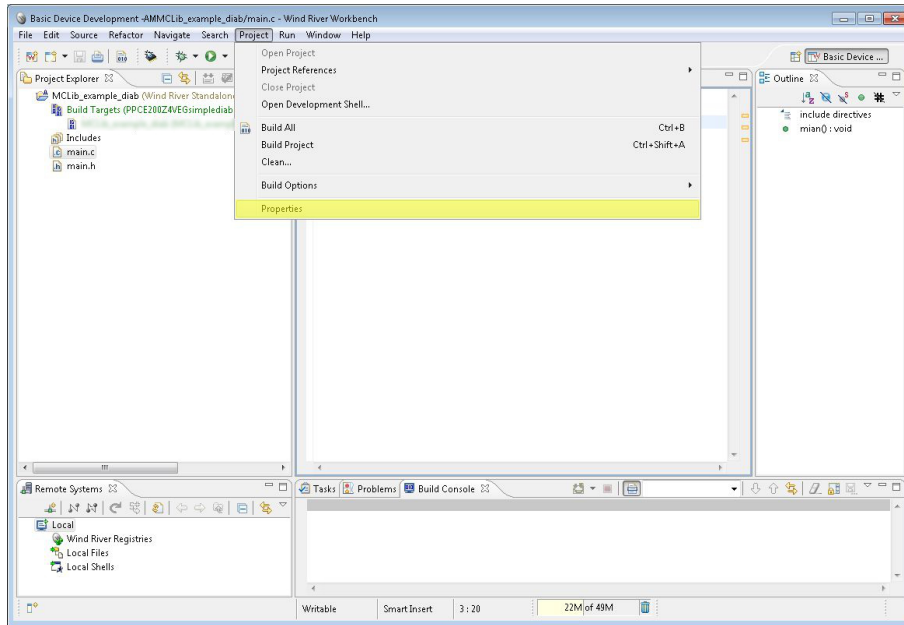 Basic Device Development -AMMCLib_example_diab/main.c - Wind River Workbench
File Edit Source Refactor Navigate Search Project Run Window Help
Basic Device ...
Project Explorer
MCLib_example_diab (Wind River Standalon
Build Targets (PPCE200Z4VEGsimplediab
Includes
main.c
main.h
Open Project
Project References
Close Project
Open Development Shell...
Build All Ctrl+B
Build Project Ctrl+Shift+A
Clean...
Build Options
Properties
Outline
include directives
mian() : void
Remote Systems
Local
Wind River Registries
Local Files
Local Shells
Tasks Problems Build Console
Writable Smart Insert 3 : 20 22M of 49M